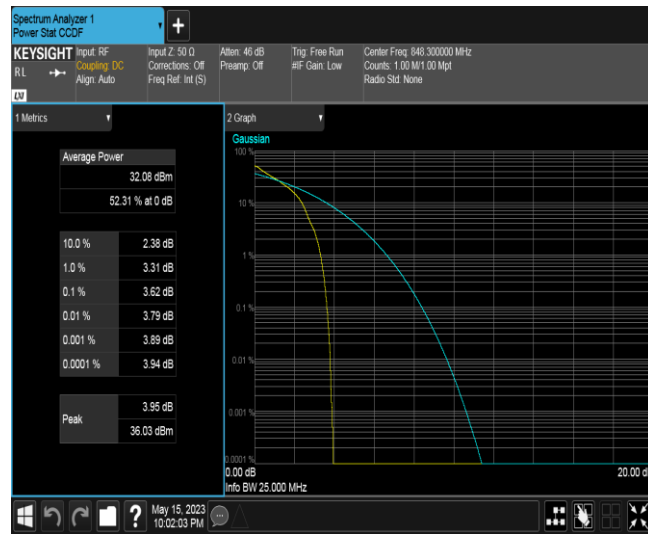 Spectrum Analyzer 1
Power Stat CCDF
+
KEYSIGHT
RL
LXI
Input: RF
Coupling: DC
Align: Auto
Input Z: 50 Ω
Corrections: Off
Freq Ref: Int (S)
Atten: 46 dB
Preamp: Off
Trig: Free Run
#IF Gain: Low
Center Freq: 848.300000 MHz
Counts: 1.00 M/1.00 Mpt
Radio Std: None
1 Metrics
Average Power
32.08 dBm
52.31 % at 0 dB
10.0 % 2.38 dB
1.0 % 3.31 dB
0.1 % 3.62 dB
0.01 % 3.79 dB
0.001 % 3.89 dB
0.0001 % 3.94 dB
Peak
3.95 dB
36.03 dBm
2 Graph
Gaussian
100 %
10 %
1 %
0.1 %
0.01 %
0.001 %
0.0001 %
0.00 dB
20.00 d
Info BW 25.000 MHz
?
May 15, 2023
10:02:03 PM